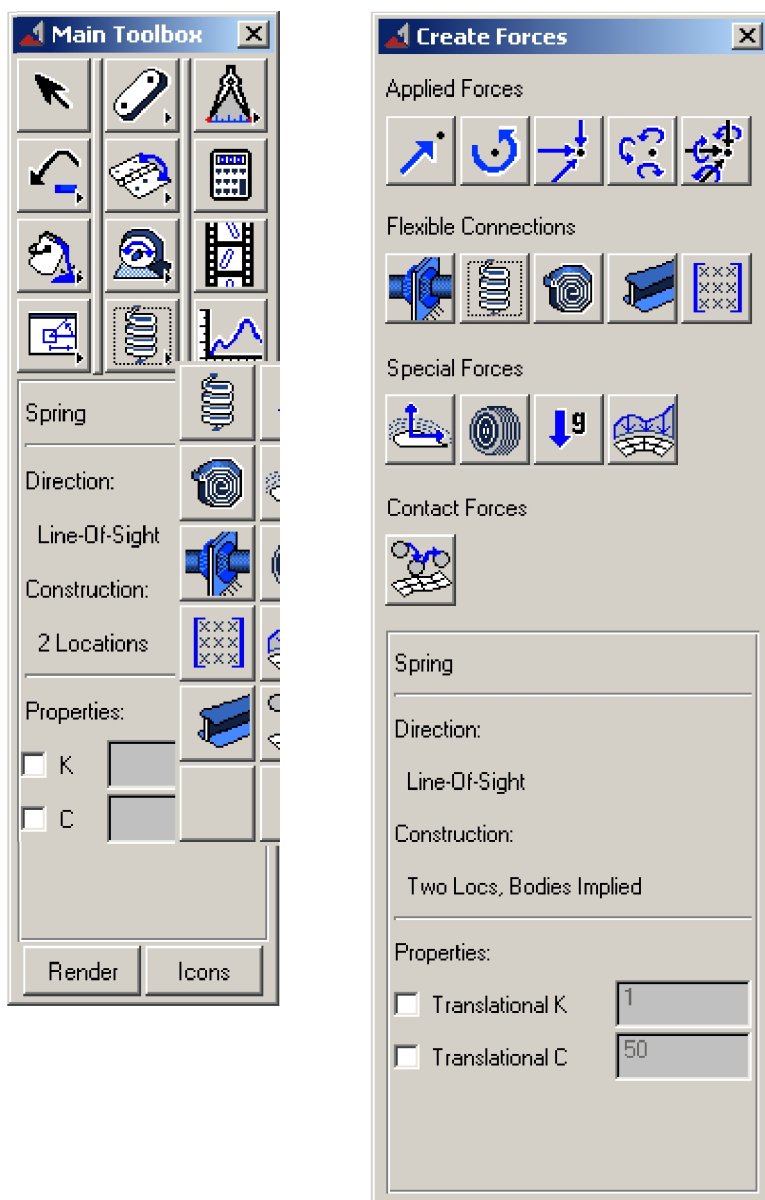 Main Toolbox
Spring
Direction:
Line-Of-Sight
Construction:
2 Locations
Properties:
K
C
Render
Icons
Create Forces
Applied Forces
Flexible Connections
Special Forces
g
Contact Forces
Spring
Direction:
Line-Of-Sight
Construction:
Two Locs, Bodies Implied
Properties:
Translational K
1
Translational C
50